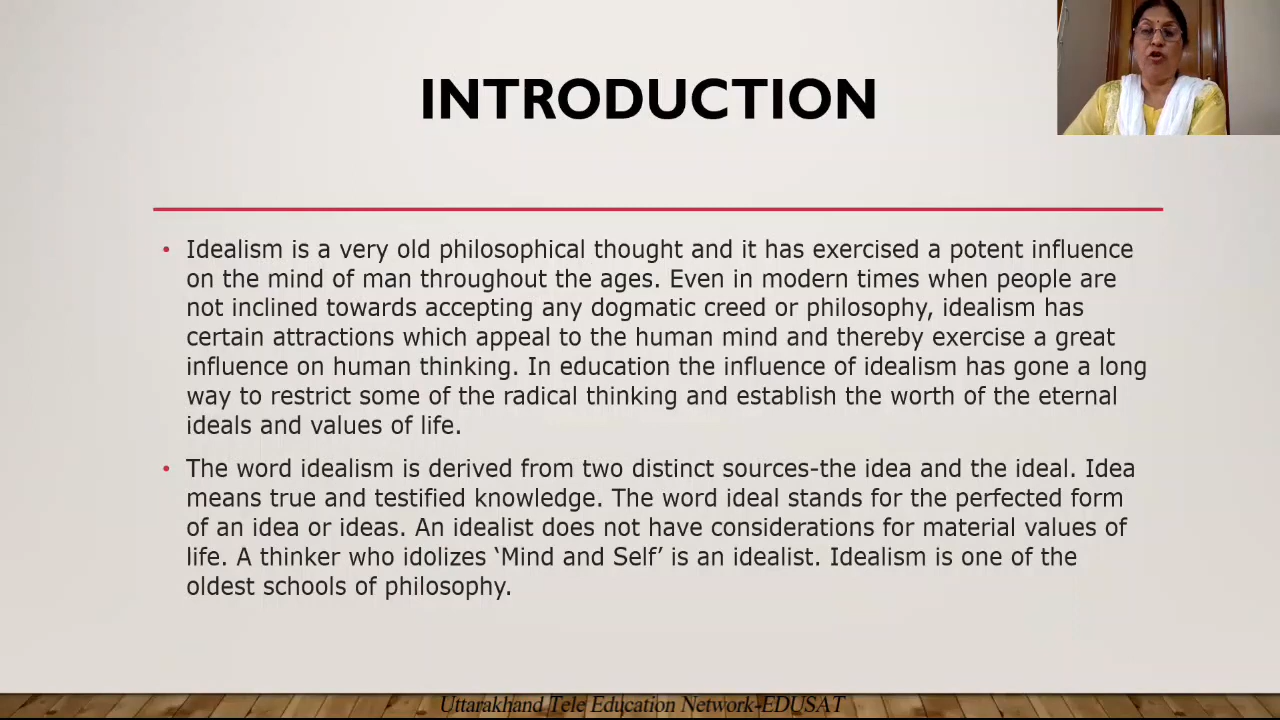 INTRODUCTION
• Idealism is a very old philosophical thought and it has exercised a potent influence
on the mind of man throughout the ages. Even in modern times when people are
not inclined towards accepting any dogmatic creed or philosophy, idealism has
certain attractions which appeal to the human mind and thereby exercise a great
influence on human thinking. In education the influence of idealism has gone a long
way to restrict some of the radical thinking and establish the worth of the eternal
ideals and values of life.
• The word idealism is derived from two distinct sources-the idea and the ideal. Idea
means true and testified knowledge. The word ideal stands for the perfected form
of an idea or ideas. An idealist does not have considerations for material values of
life. A thinker who idolizes ‘Mind and Self’ is an idealist. Idealism is one of the
oldest schools of philosophy.
Uttarakhand Tele Education Network-EDUSAT